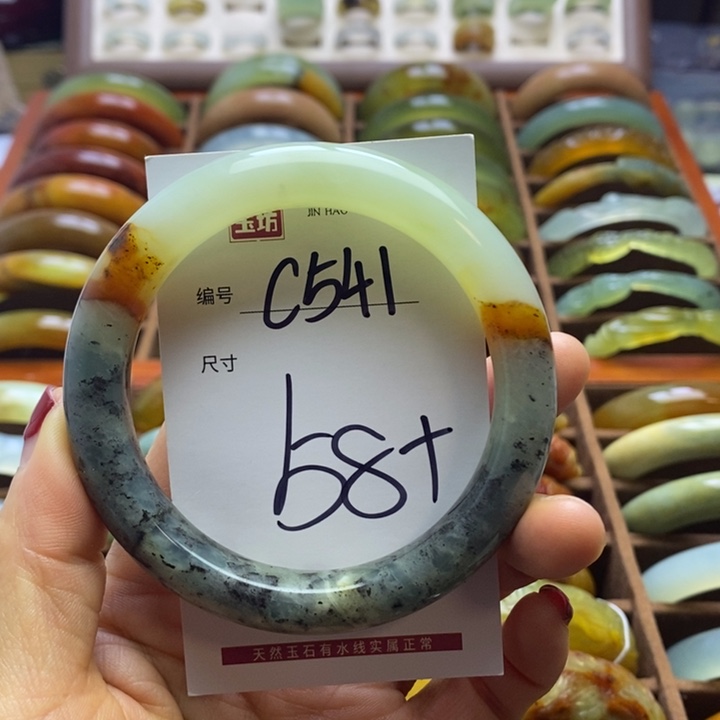 玉坊
JIN HAO
编号 C541
尺寸
58+
天然玉石有水线实属正常